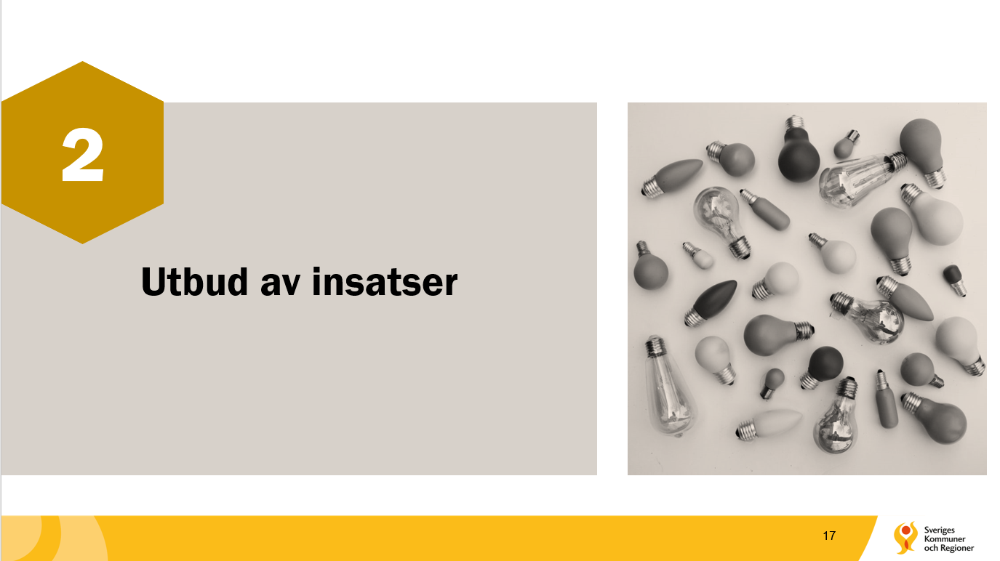 2
Utbud av insatser
17
Sveriges
Kommuner
och Regioner